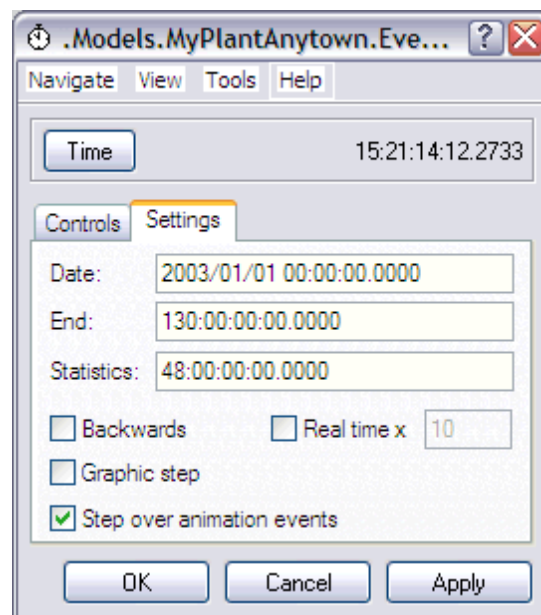 .Models.MyPlantAnytown.Eve...
Navigate View Tools Help
Time 15:21:14:12.2733
Controls Settings
Date: 2003/01/01 00:00:00.0000
End: 130:00:00:00.0000
Statistics: 48:00:00:00.0000
Backwards Real time x 10
Graphic step
Step over animation events
OK Cancel Apply